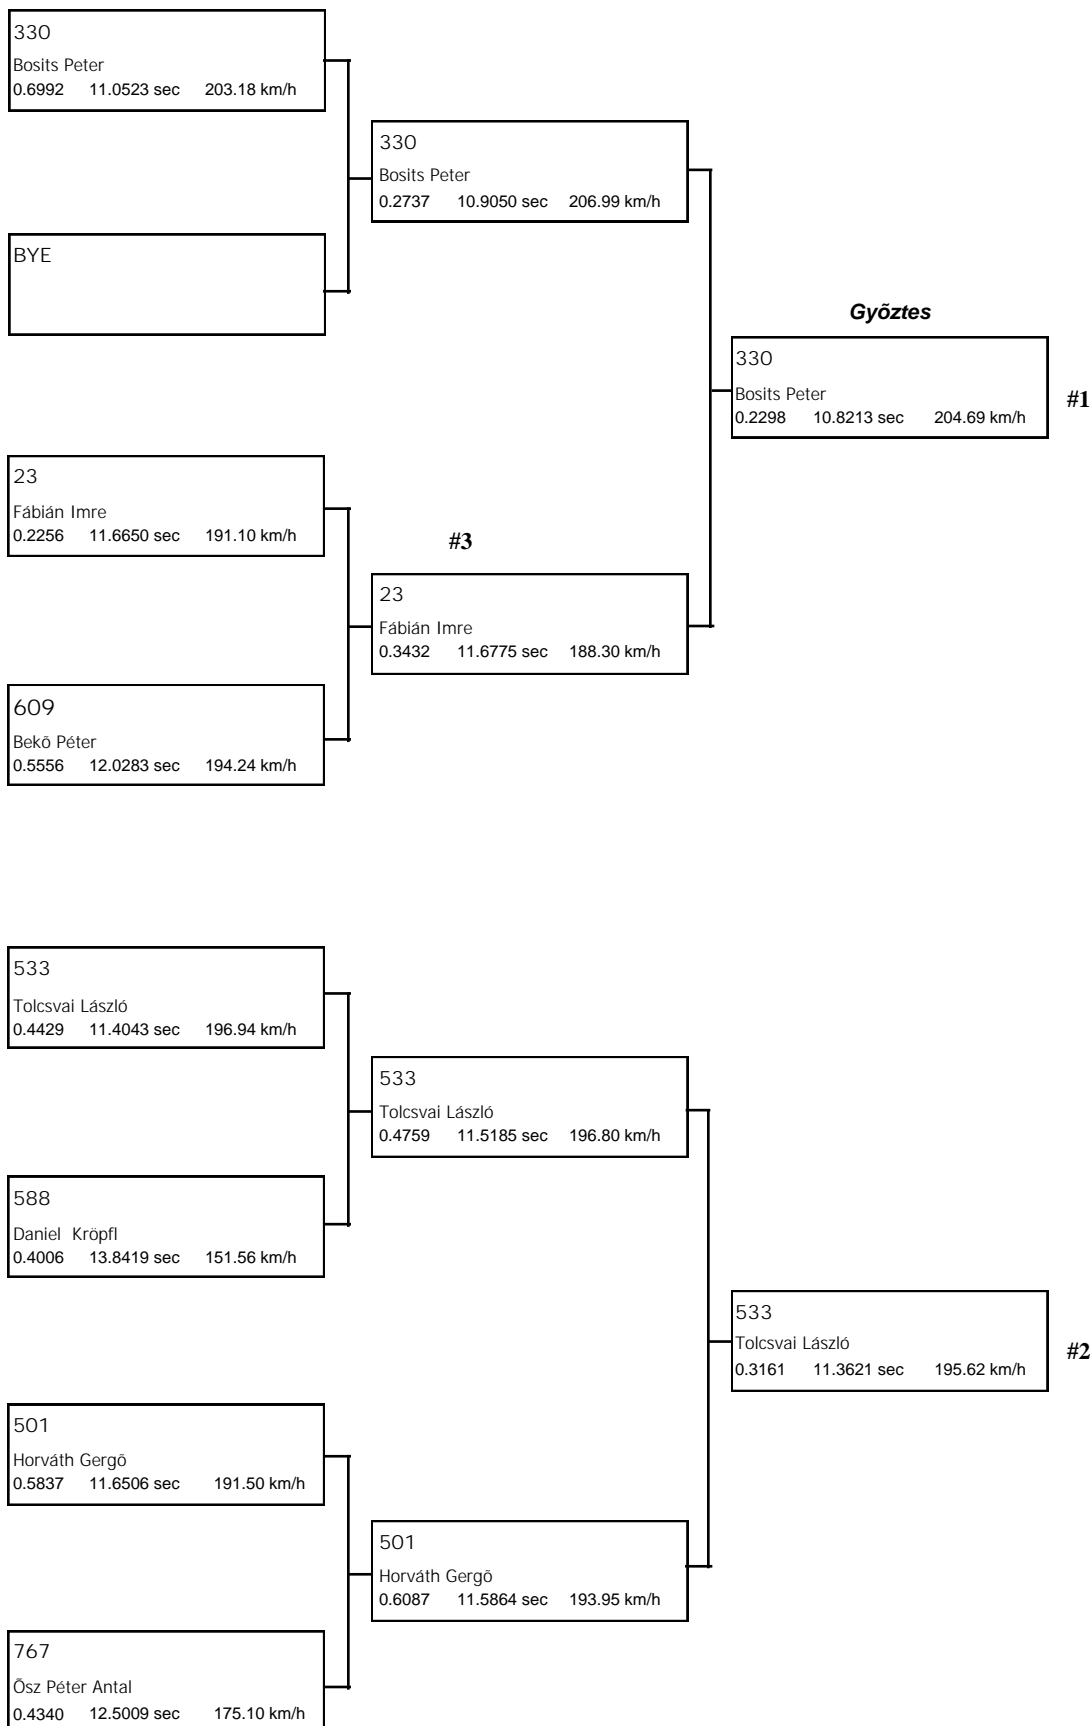 330
Bosits Peter
0.6992 11.0523 sec 203.18 km/h
BYE
23
Fábián Imre
0.2256 11.6650 sec 191.10 km/h
609
Bekõ Péter
0.5556 12.0283 sec 194.24 km/h
533
Tolcsvai László
0.4429 11.4043 sec 196.94 km/h
588
Daniel Kröpfl
0.4006 13.8419 sec 151.56 km/h
501
Horváth Gergõ
0.5837 11.6506 sec 191.50 km/h
767
Õsz Péter Antal
0.4340 12.5009 sec 175.10 km/h
330
Bosits Peter
0.2737 10.9050 sec 206.99 km/h
#3
23
Fábián Imre
0.3432 11.6775 sec 188.30 km/h
533
Tolcsvai László
0.4759 11.5185 sec 196.80 km/h
501
Horváth Gergõ
0.6087 11.5864 sec 193.95 km/h
Gyõztes
330
Bosits Peter
0.2298 10.8213 sec 204.69 km/h
#1
533
Tolcsvai László
0.3161 11.3621 sec 195.62 km/h
#2